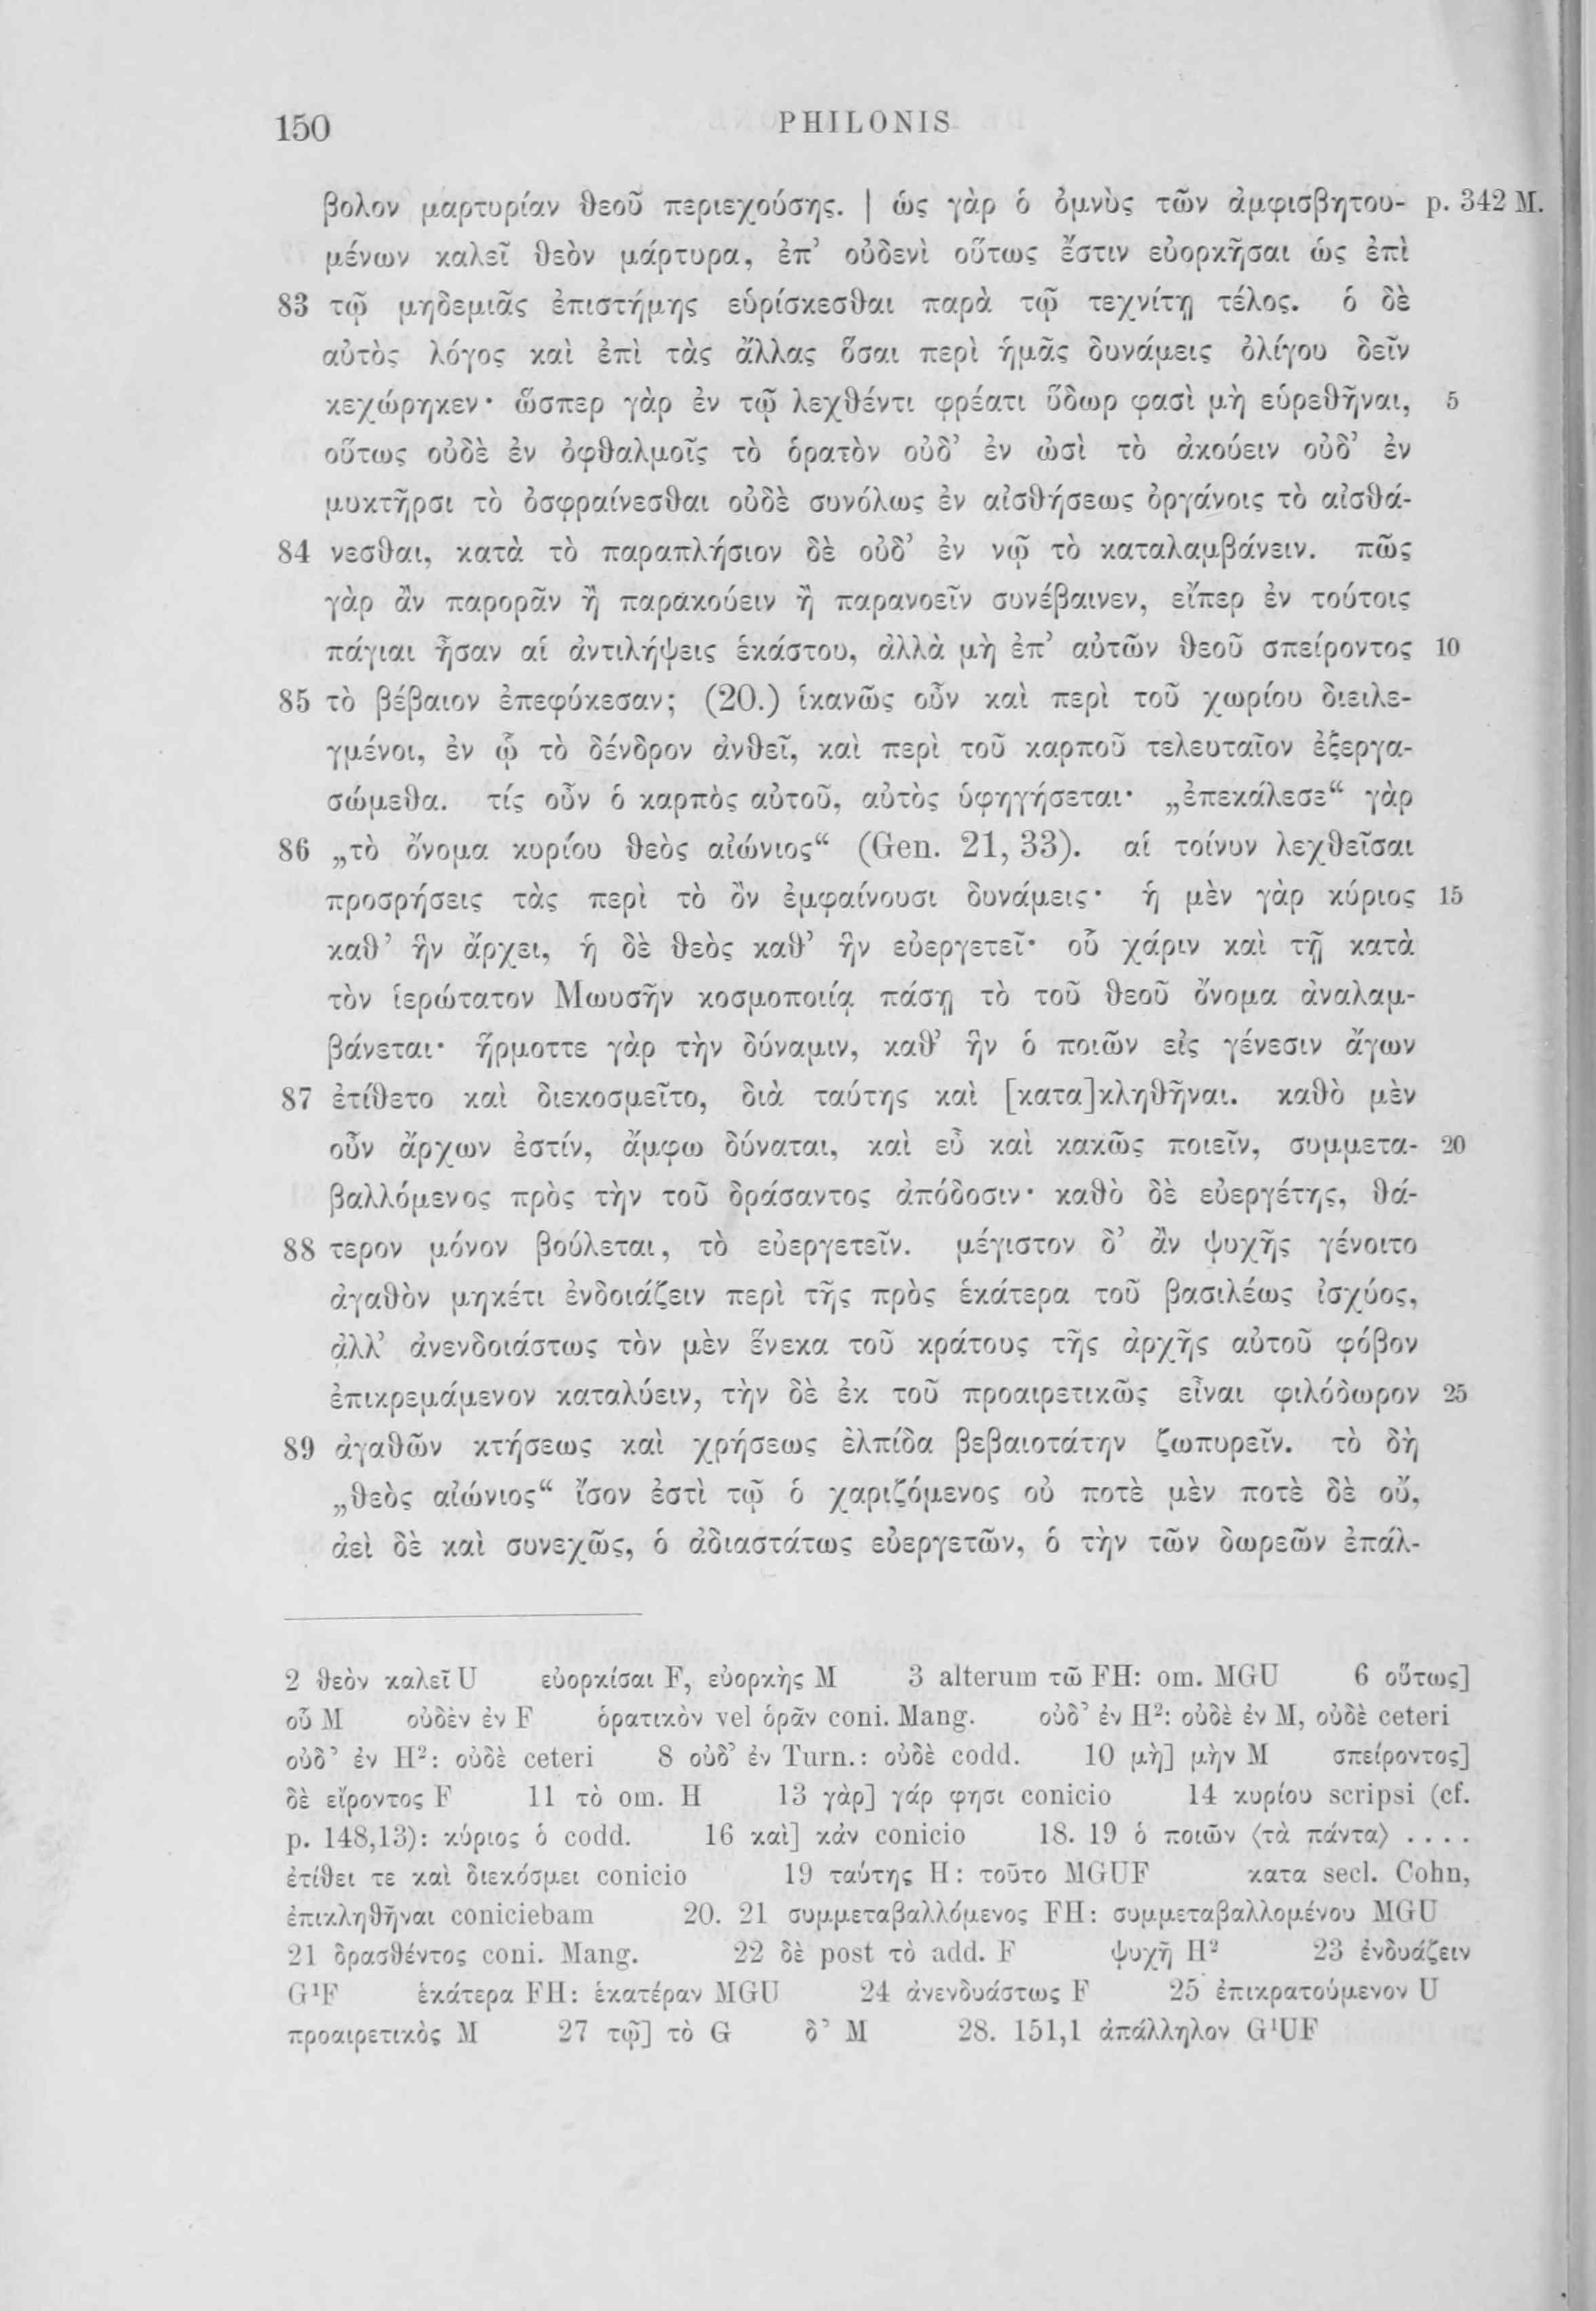 150 PHILONIS
βολον μαρτυρίαν θεοῦ περιεχούσης. | ὡς γὰρ ὁ ὀμνὺς τῶν ἀμφισβητου- p. 342 M.
μένων καλεῖ θεὸν μάρτυρα, ἐπ’ οὐδενὶ οὕτως ἔστιν εὐορκῆσαι ὡς ἐπὶ
83 τῷ μηδεμιᾶς ἐπιστήμης εὑρίσκεσθαι παρὰ τῷ τεχνίτῃ τέλος. ὁ δὲ
αὐτὸς λόγος καὶ ἐπὶ τὰς ἄλλας ὅσαι περὶ ἡμᾶς δυνάμεις ὀλίγου δεῖν
κεχώρηκεν· ὥσπερ γὰρ ἐν τῷ λεχθέντι φρέατι ὕδωρ φασὶ μὴ εὑρεθῆναι, 5
οὕτως οὐδὲ ἐν ὀφθαλμοῖς τὸ ὁρατὸν οὐδ’ ἐν ὠσὶ τὸ ἀκούειν οὐδ’ ἐν
μυκτῆρσι τὸ ὀσφραίνεσθαι οὐδὲ συνόλως ἐν αἰσθήσεως ὀργάνοις τὸ αἰσθά-
84 νεσθαι, κατὰ τὸ παραπλήσιον δὲ οὐδ’ ἐν νῷ τὸ καταλαμβάνειν. πῶς
γὰρ ἂν παρορᾶν ἢ παρακούειν ἢ παρανοεῖν συνέβαινεν, εἴπερ ἐν τούτοις
πάγιαι ἦσαν αἱ ἀντιλήψεις ἑκάστου, ἀλλὰ μὴ ἐπ’ αὐτῶν θεοῦ σπείροντος 10
85 τὸ βέβαιον ἐπεφύκεσαν; (20.) ἱκανῶς οὖν καὶ περὶ τοῦ χωρίου διειλε-
γμένοι, ἐν ᾧ τὸ δένδρον ἀνθεῖ, καὶ περὶ τοῦ καρποῦ τελευταῖον ἐξεργα-
σώμεθα. τίς οὖν ὁ καρπὸς αὐτοῦ, αὐτὸς ὑφηγήσεται· „ἐπεκάλεσε“ γὰρ
86 „τὸ ὄνομα κυρίου θεὸς αἰώνιος“ (Gen. 21, 33). αἱ τοίνυν λεχθεῖσαι
προσρήσεις τὰς περὶ τὸ ὂν ἐμφαίνουσι δυνάμεις· ἡ μὲν γὰρ κύριος 15
καθ’ ἣν ἄρχει, ἡ δὲ θεὸς καθ’ ἣν εὐεργετεῖ· οὗ χάριν καὶ τῇ κατὰ
τὸν ἱερώτατον Μωυσῆν κοσμοποιίᾳ πάσῃ τὸ τοῦ θεοῦ ὄνομα ἀναλαμ-
βάνεται· ἥρμοττε γὰρ τὴν δύναμιν, καθ’ ἣν ὁ ποιῶν εἰς γένεσιν ἄγων
87 ἐτίθετο καὶ διεκοσμεῖτο, διὰ ταύτης καὶ [κατα]κληθῆναι. καθὸ μὲν
οὖν ἄρχων ἐστίν, ἄμφω δύναται, καὶ εὖ καὶ κακῶς ποιεῖν, συμμετα- 20
βαλλόμενος πρὸς τὴν τοῦ δράσαντος ἀπόδοσιν· καθὸ δὲ εὐεργέτης, θά-
88 τερον μόνον βούλεται, τὸ εὐεργετεῖν. μέγιστον δ’ ἂν ψυχῆς γένοιτο
ἀγαθὸν μηκέτι ἐνδοιάζειν περὶ τῆς πρὸς ἑκάτερα τοῦ βασιλέως ἰσχύος,
ἀλλ’ ἀνενδοιάστως τὸν μὲν ἕνεκα τοῦ κράτους τῆς ἀρχῆς αὐτοῦ φόβον
ἐπικρεμάμενον καταλύειν, τὴν δὲ ἐκ τοῦ προαιρετικῶς εἶναι φιλόδωρον 25
89 ἀγαθῶν κτήσεως καὶ χρήσεως ἐλπίδα βεβαιοτάτην ζωπυρεῖν. τὸ δὴ
„θεὸς αἰώνιος“ ἴσον ἐστὶ τῷ ὁ χαριζόμενος οὐ ποτὲ μὲν ποτὲ δὲ οὔ,
ἀεὶ δὲ καὶ συνεχῶς, ὁ ἀδιαστάτως εὐεργετῶν, ὁ τὴν τῶν δωρεῶν ἐπάλ-
2 θεὸν καλεῖ U εὐορκίσαι F, εὐορκὴς M 3 alterum τῶ FH: om. MGU 6 οὕτως]
οὗ M οὐδὲν ἐν F ὁρατικὸν vel ὁρᾶν coni. Mang. οὐδ’ ἐν H²: οὐδὲ ἐν M, οὐδὲ ceteri
οὐδ’ ἐν H²: οὐδὲ ceteri 8 οὐδ’ ἐν Turn.: οὐδὲ codd. 10 μὴ] μὴν M σπείροντος]
δὲ εἴροντος F 11 τὸ om. H 13 γὰρ] γάρ φησι conicio 14 κυρίου scripsi (cf.
p. 148,13): κύριος ὁ codd. 16 καὶ] κἀν conicio 18. 19 ὁ ποιῶν ⟨τὰ πάντα⟩ ....
ἐτίθει τε καὶ διεκόσμει conicio 19 ταύτης H: τοῦτο MGUF κατα secl. Cohn,
ἐπικληθῆναι coniciebam 20. 21 συμμεταβαλλόμενος FH: συμμεταβαλλομένου MGU
21 δρασθέντος coni. Mang. 22 δὲ post τὸ add. F ψυχῇ H² 23 ἐνδυάζειν
G¹F ἑκάτερα FH: ἑκατέραν MGU 24 ἀνενδυάστως F 25 ἐπικρατούμενον U
προαιρετικὸς M 27 τῷ] τὸ G δ’ M 28. 151,1 ἀπάλληλον G¹UF